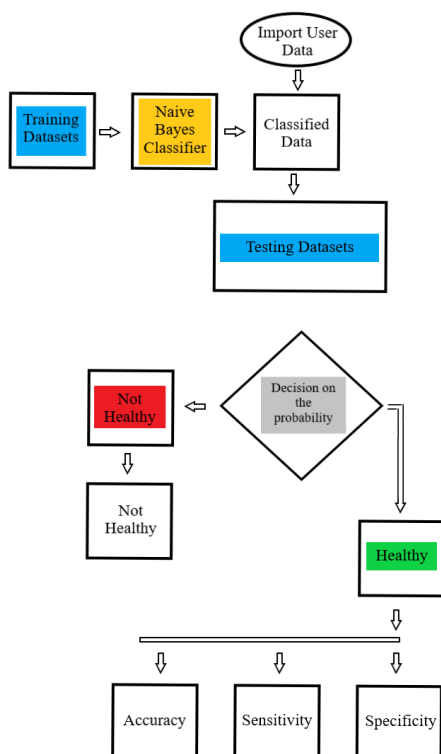 Import User
Data
Training
Datasets
Naive
Bayes
Classifier
Classified
Data
Testing Datasets
Decision on
the
probability
Not
Healthy
Not
Healthy
Healthy
Accuracy
Sensitivity
Specificity